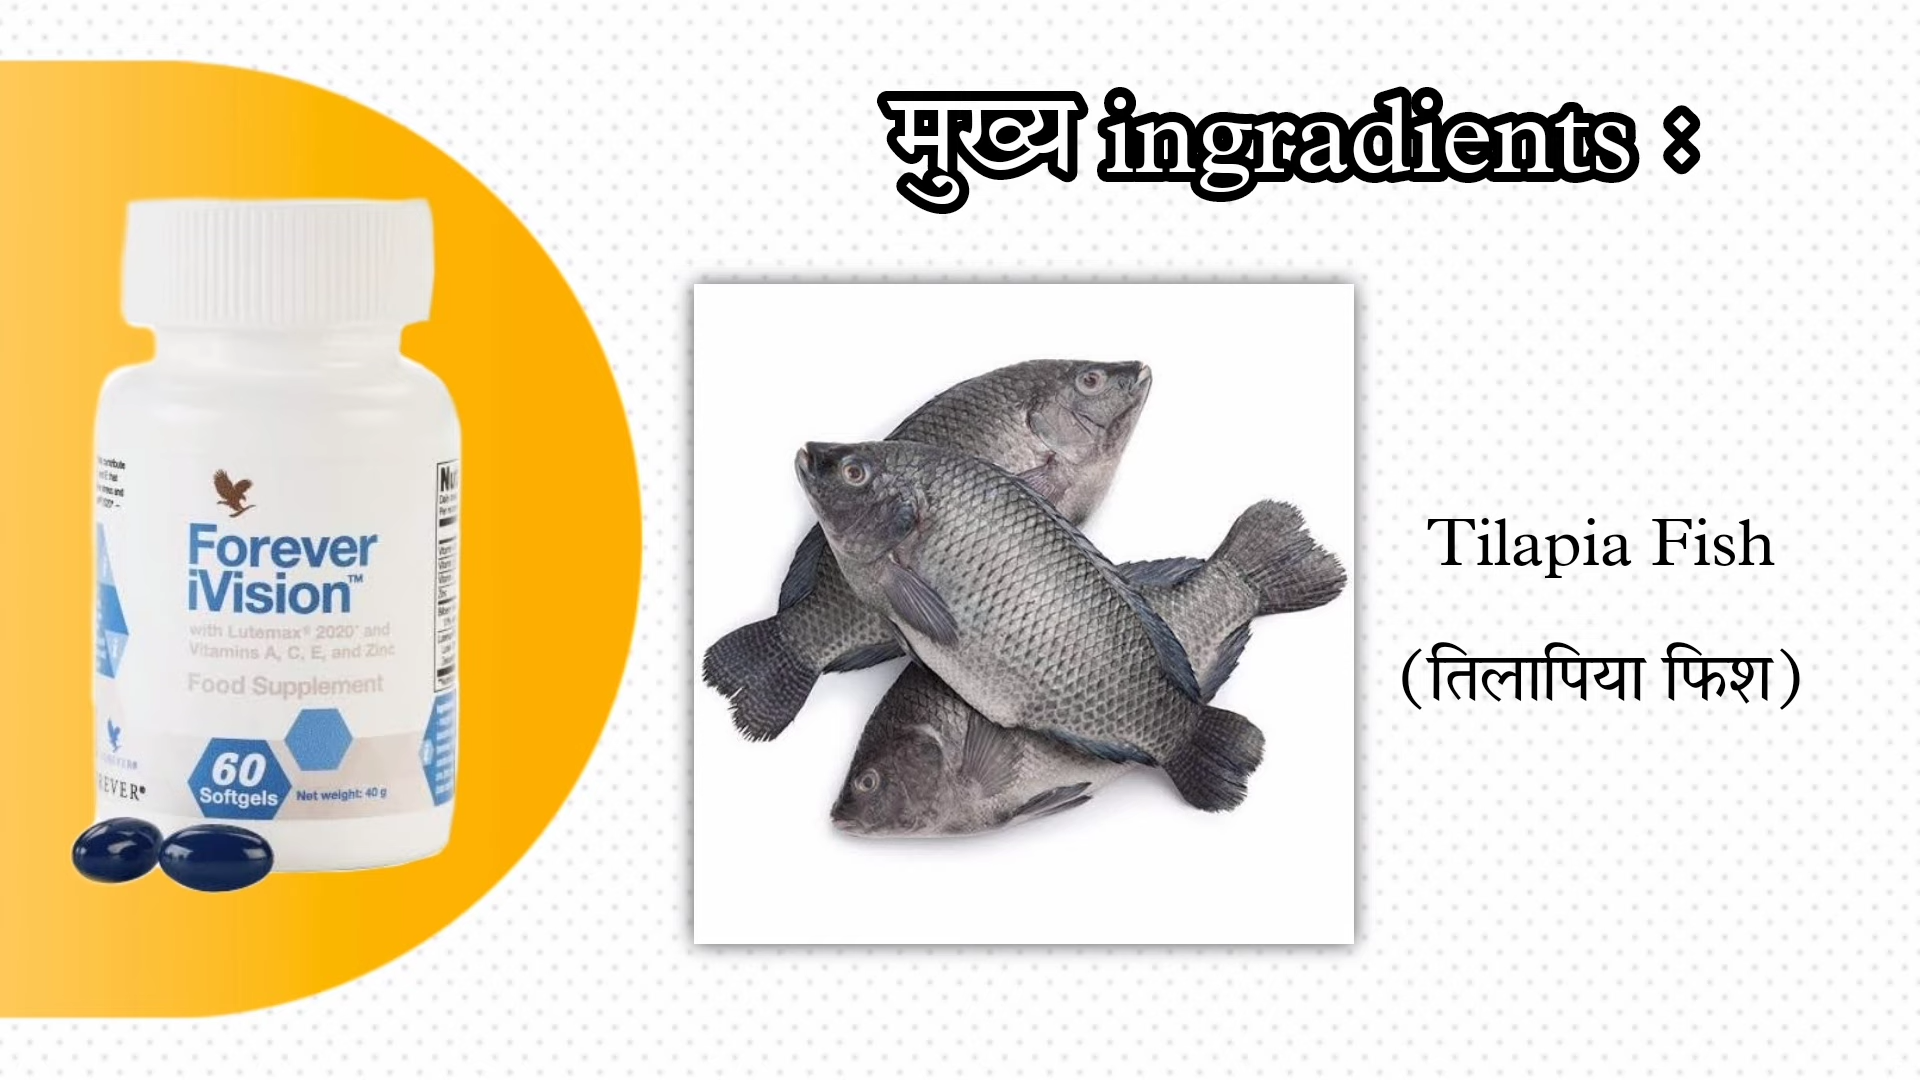 मुख्य ingradients :
Forever
iVision™
with Lutemax® 2020* and
Vitamins A, C, E, and Zinc
Food Supplement
60
Softgels
Net weight: 40 g
Tilapia Fish
(तिलापिया फिश)